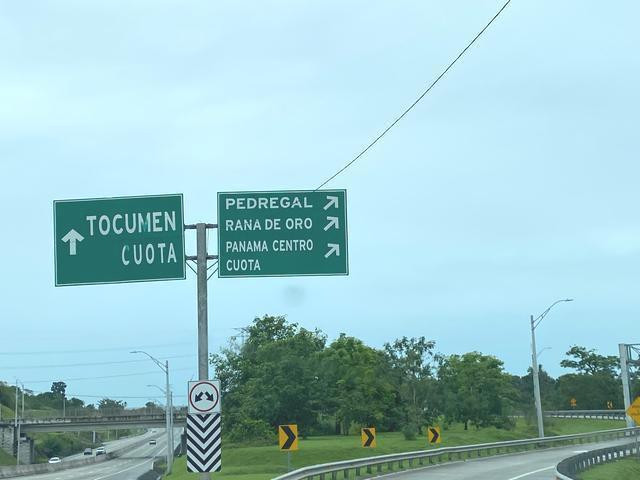 TOCUMEN
CUOTA
PEDREGAL
RANA DE ORO
PANAMA CENTRO
CUOTA